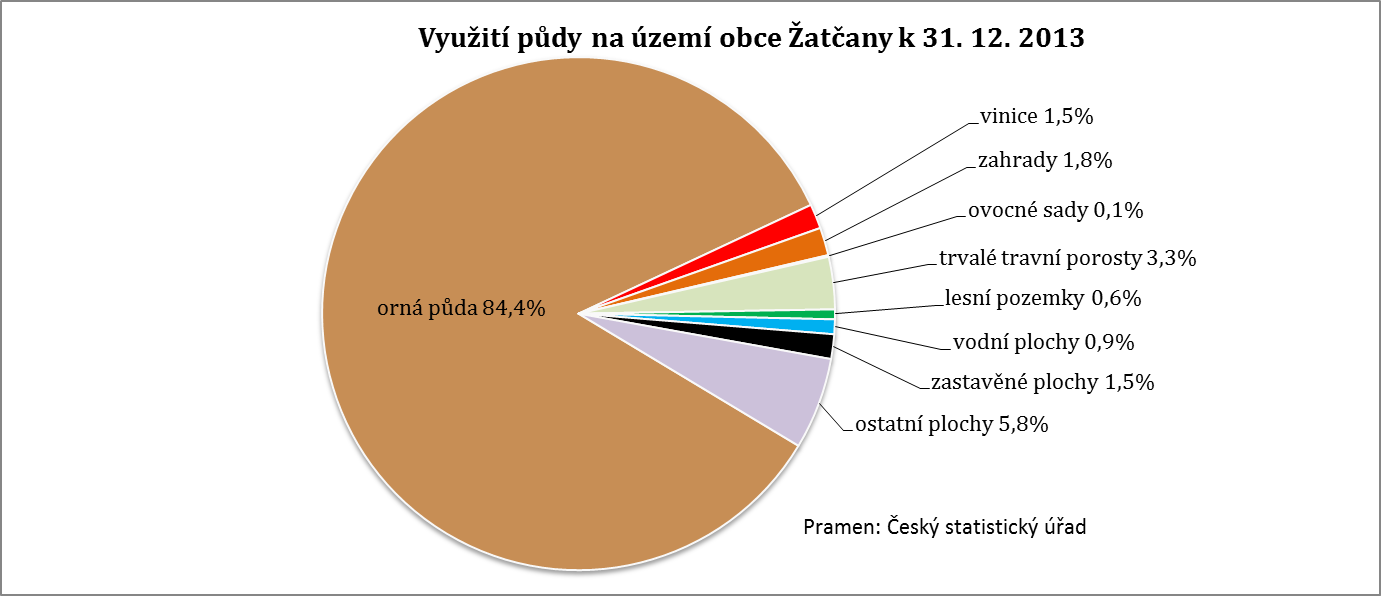 Využití půdy na území obce Žatčany k 31. 12. 2013
vinice 1,5%
zahrady 1,8%
ovocné sady 0,1%
trvalé travní porosty 3,3%
lesní pozemky 0,6%
orná půda 84,4%
vodní plochy 0,9%
zastavěné plochy 1,5%
ostatní plochy 5,8%
Pramen: Český statistický úřad